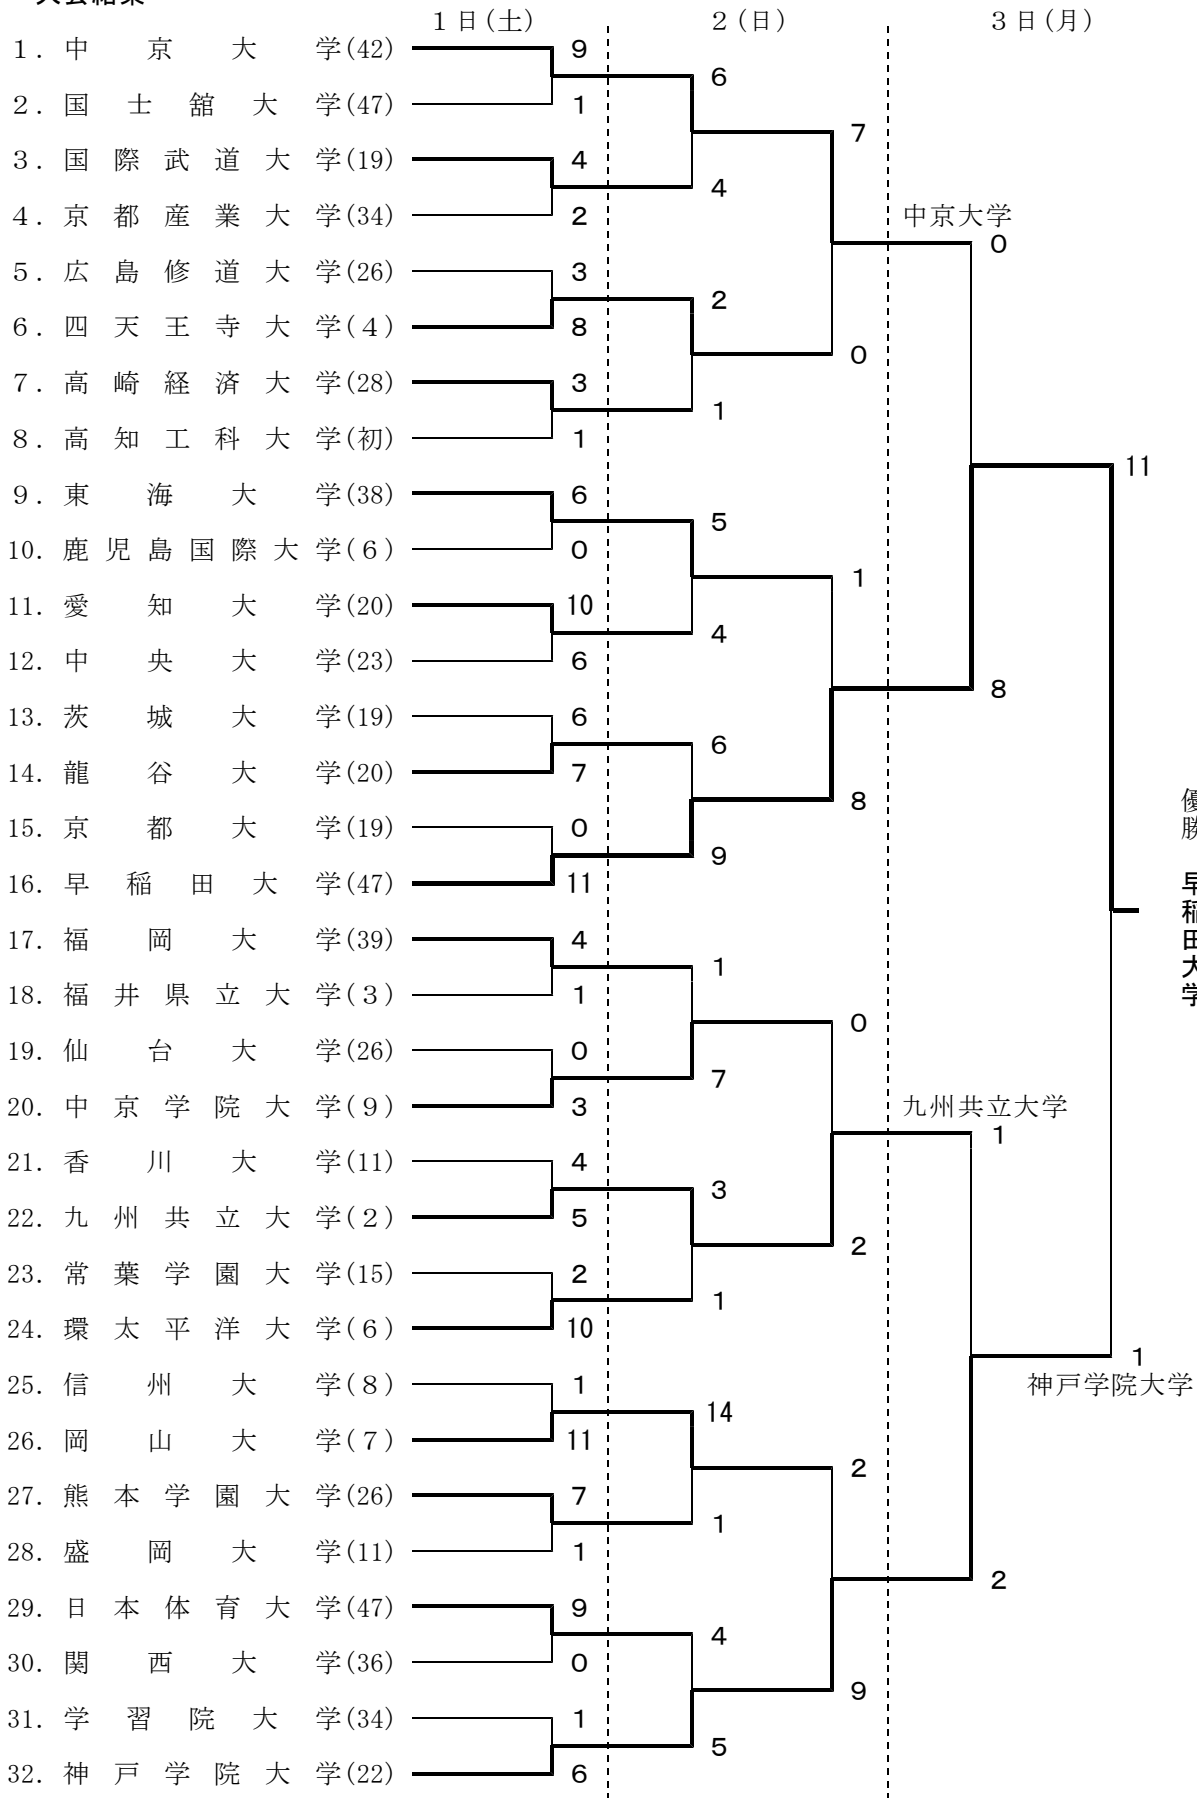 １日(土) ２(日) ３日(月)
１. 中京大学(42) 9
6
２. 国士舘大学(47) 1
7
３. 国際武道大学(19) 4
4
４. 京都産業大学(34) 2
中京大学
0
５. 広島修道大学(26) 3
2
６. 四天王寺大学(４) 8
0
７. 高崎経済大学(28) 3
1
８. 高知工科大学(初) 1
11
９. 東海大学(38) 6
5
10. 鹿児島国際大学(６) 0
1
11. 愛知大学(20) 10
4
12. 中央大学(23) 6
8
13. 茨城大学(19) 6
6
14. 龍谷大学(20) 7
8
15. 京都大学(19) 0
9
16. 早稲田大学(47) 11
優勝 早稲田大学
17. 福岡大学(39) 4
1
18. 福井県立大学(３) 1
0
19. 仙台大学(26) 0
7
20. 中京学院大学(９) 3
九州共立大学
1
21. 香川大学(11) 4
3
22. 九州共立大学(２) 5
2
23. 常葉学園大学(15) 2
1
24. 環太平洋大学(６) 10
1
神戸学院大学
25. 信州大学(８) 1
14
26. 岡山大学(７) 11
2
27. 熊本学園大学(26) 7
1
28. 盛岡大学(11) 1
2
29. 日本体育大学(47) 9
4
30. 関西大学(36) 0
9
31. 学習院大学(34) 1
5
32. 神戸学院大学(22) 6